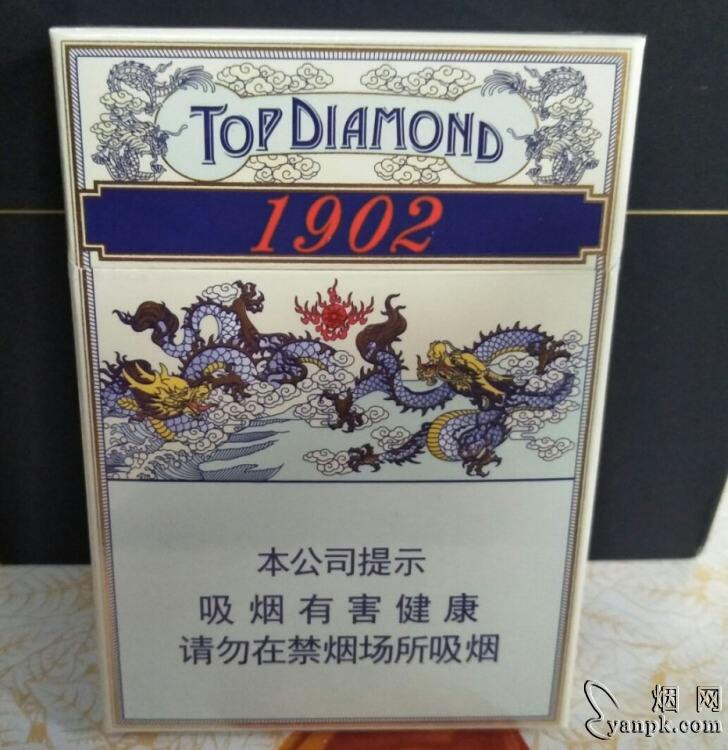 TOP DIAMOND
1902
本公司提示
吸烟有害健康
请勿在禁烟场所吸烟
烟网
yanpk.com